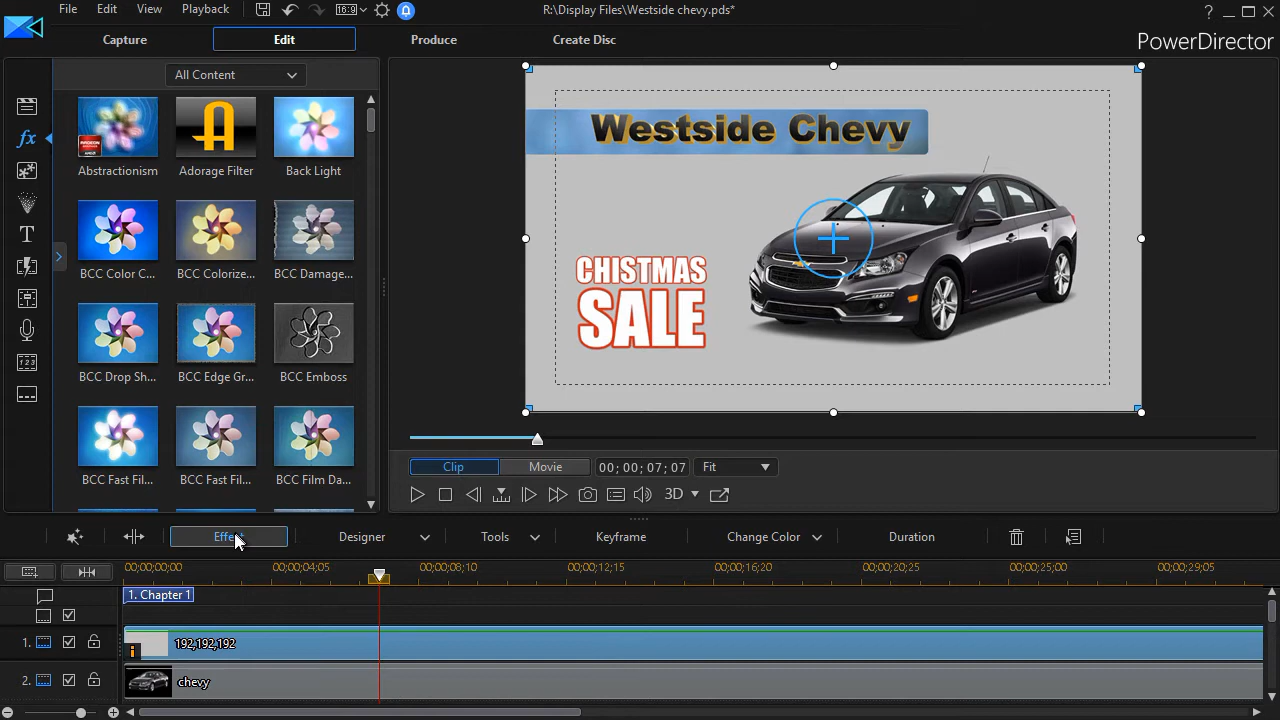 File Edit View Playback 16:9 R:\Display Files\Westside chevy.pds* ?
Capture Edit Produce Create Disc PowerDirector
All Content
Abstractionism Adorage Filter Back Light
BCC Color C... BCC Colorize... BCC Damage...
BCC Drop Sh... BCC Edge Gr... BCC Emboss
BCC Fast Fil... BCC Fast Fil... BCC Film Da...
fx
T
Westside Chevy
CHISTMAS
SALE
Clip Movie 00;00;07;07 Fit
3D
Effect Designer Tools Keyframe Change Color Duration
00;00;00;00 00;00;04;05 00;00;08;10 00;00;12;15 00;00;16;20 00;00;20;25 00;00;25;00 00;00;29;05
1. Chapter 1
1. 192,192,192
i
2. chevy